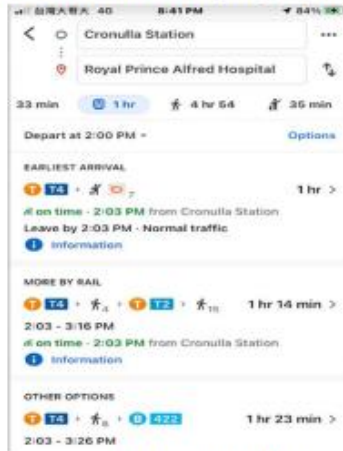 台灣大哥大 4G 8:41 PM 84%
Cronulla Station
Royal Prince Alfred Hospital
33 min 1 hr 4 hr 54 35 min
Depart at 2:00 PM Options
EARLIEST ARRIVAL
T T4 7 1 hr >
on time - 2:03 PM from Cronulla Station
Leave by 2:03 PM · Normal traffic
i Information
MORE BY RAIL
T T4 4 T T2 15 1 hr 14 min >
2:03 - 3:16 PM
on time - 2:03 PM from Cronulla Station
i Information
OTHER OPTIONS
T T4 8 B 422 1 hr 23 min >
2:03 - 3:26 PM